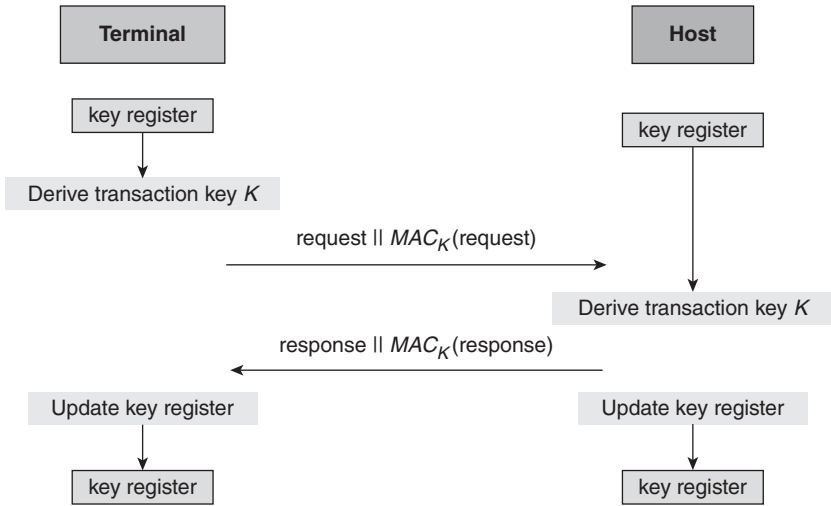 Terminal
Host
key register
key register
Derive transaction key K
request || MAC_K(request)
Derive transaction key K
response || MAC_K(response)
Update key register
Update key register
key register
key register